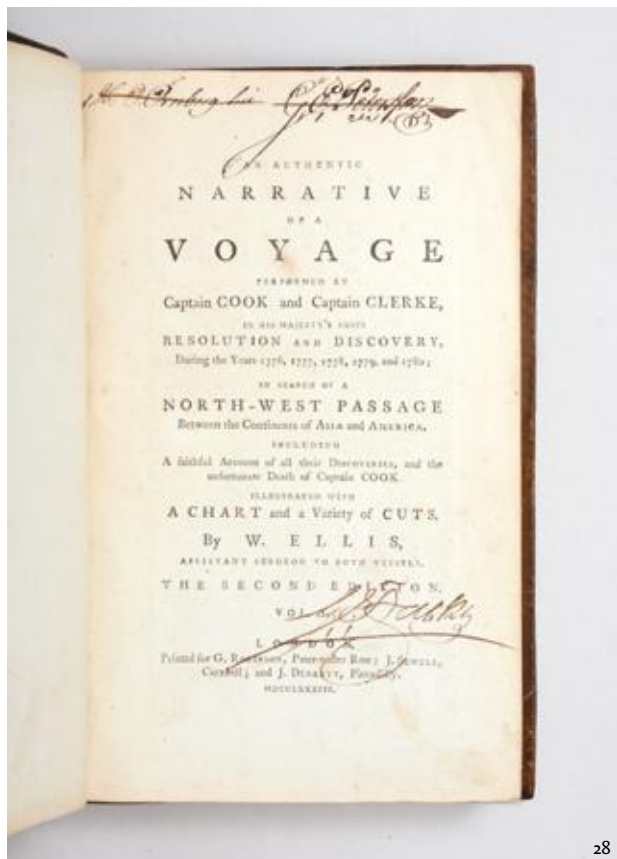 AN AUTHENTIC
NARRATIVE
OF A
VOYAGE
PERFORMED BY
Captain COOK and Captain CLERKE,
IN HIS MAJESTY'S SHIPS
RESOLUTION AND DISCOVERY,
During the Years 1776, 1777, 1778, 1779, and 1780;
IN SEARCH OF A
NORTH-WEST PASSAGE
Between the Continents of ASIA and AMERICA.
INCLUDING
A faithful Account of all their DISCOVERIES, and the
unfortunate Death of Captain COOK.
ILLUSTRATED WITH
A CHART and a Variety of CUTS.
By W. ELLIS,
ASSISTANT SURGEON TO BOTH VESSELS.
THE SECOND EDITION.
VOL.
LONDON
Printed for G. ROBINSON, Pater-noster Row; J. SEWELL,
Cornhill; and J. DEBRETT, Piccadilly.
28